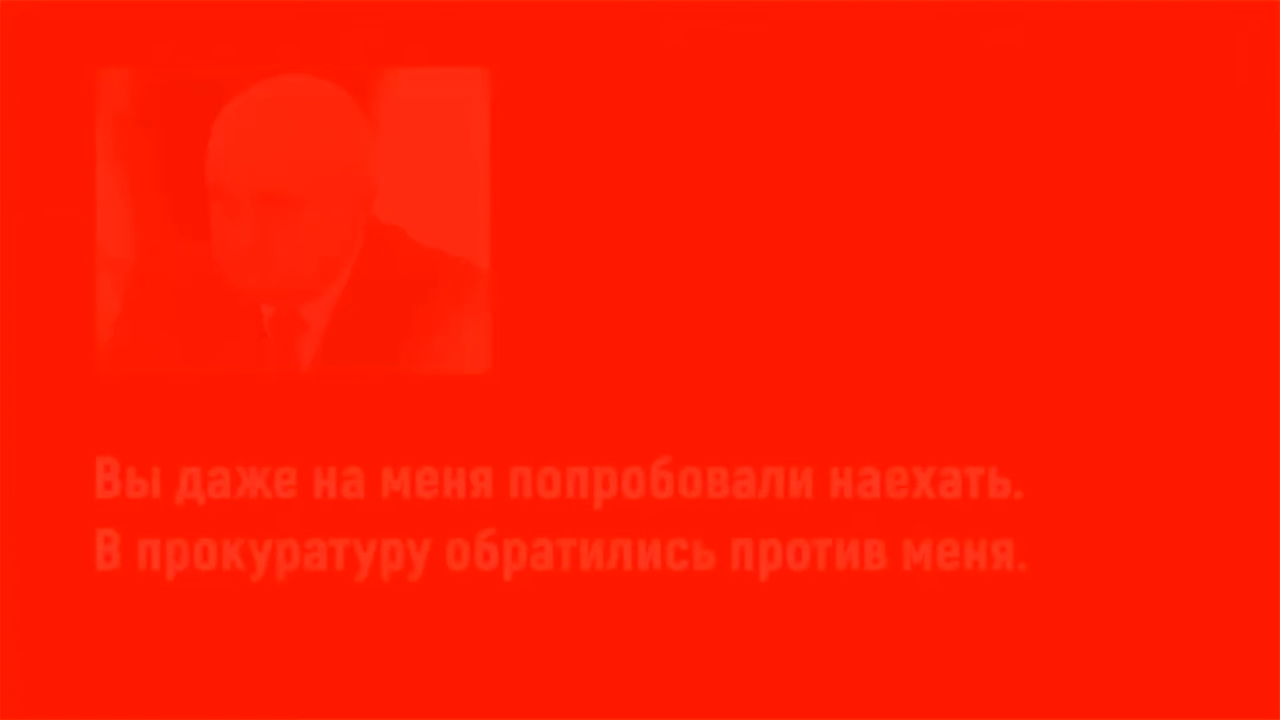 Вы даже на меня попробовали наехать.
В прокуратуру обратились против меня.